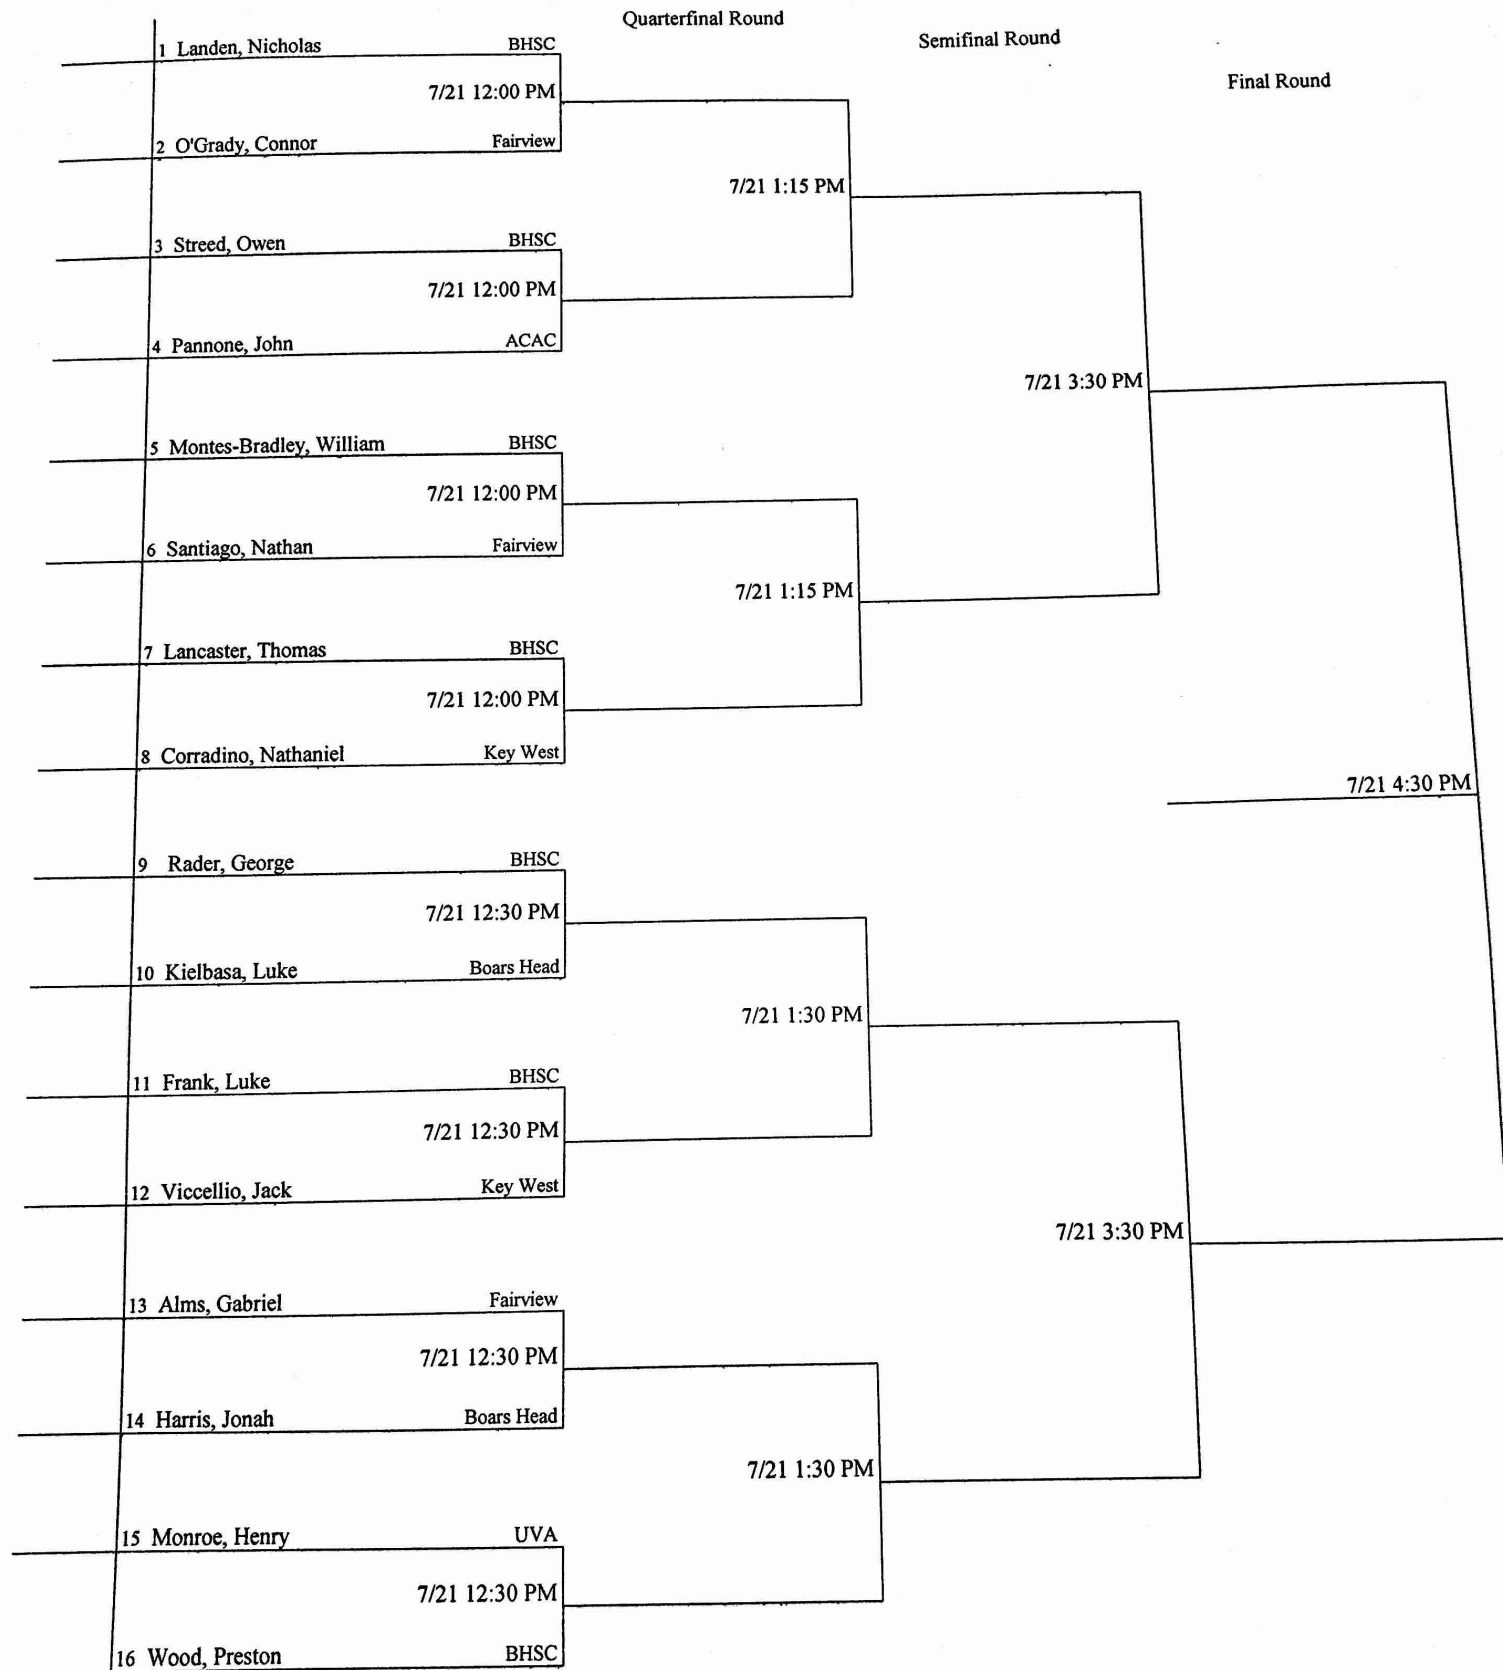 Quarterfinal Round
Semifinal Round
Final Round
1 Landen, Nicholas BHSC
7/21 12:00 PM
2 O'Grady, Connor Fairview
7/21 1:15 PM
3 Streed, Owen BHSC
7/21 12:00 PM
4 Pannone, John ACAC
7/21 3:30 PM
5 Montes-Bradley, William BHSC
7/21 12:00 PM
6 Santiago, Nathan Fairview
7/21 1:15 PM
7 Lancaster, Thomas BHSC
7/21 12:00 PM
8 Corradino, Nathaniel Key West
7/21 4:30 PM
9 Rader, George BHSC
7/21 12:30 PM
10 Kielbasa, Luke Boars Head
7/21 1:30 PM
11 Frank, Luke BHSC
7/21 12:30 PM
12 Viccellio, Jack Key West
7/21 3:30 PM
13 Alms, Gabriel Fairview
7/21 12:30 PM
14 Harris, Jonah Boars Head
7/21 1:30 PM
15 Monroe, Henry UVA
7/21 12:30 PM
16 Wood, Preston BHSC